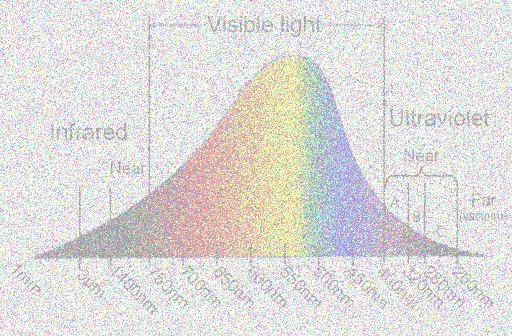 Visible light
Infrared
Ultraviolet
Near
Near
A
B
C
Far
1mm
3µm
1400nm
750nm
700nm
650nm
600nm
550nm
500nm
450nm
400nm
320nm
280nm
200nm